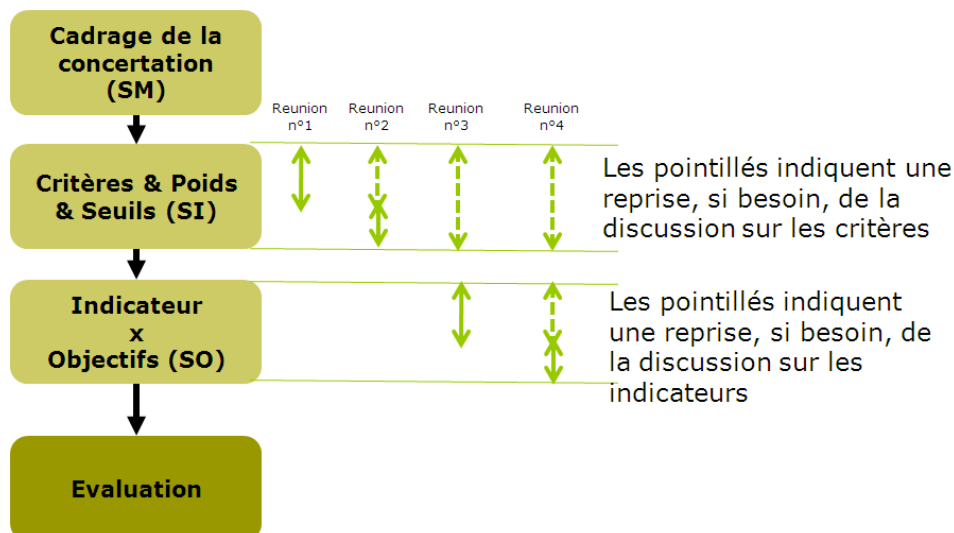 Cadrage de la
concertation
(SM)
Reunion
n°1
Reunion
n°2
Reunion
n°3
Reunion
n°4
Critères & Poids
& Seuils (SI)
Les pointillés indiquent une
reprise, si besoin, de la
discussion sur les critères
Indicateur
x
Objectifs (SO)
Les pointillés indiquent
une reprise, si besoin, de
la discussion sur les
indicateurs
Evaluation